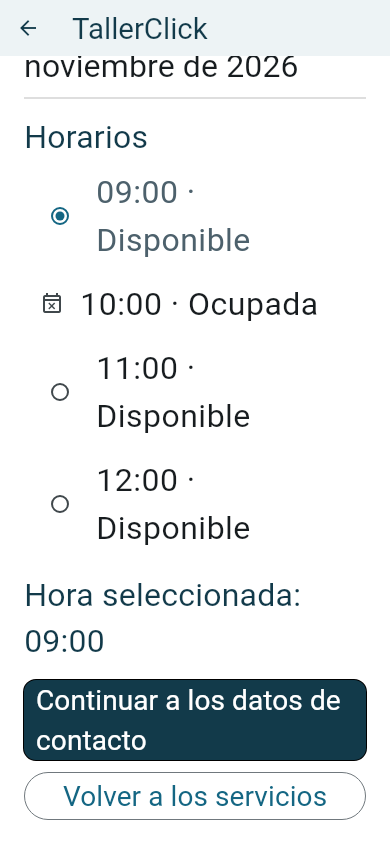 TallerClick
noviembre de 2026
Horarios
09:00 ·
Disponible
10:00 · Ocupada
11:00 ·
Disponible
12:00 ·
Disponible
Hora seleccionada:
09:00
Continuar a los datos de
contacto
Volver a los servicios